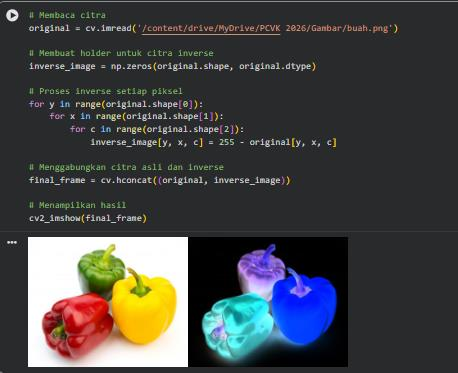 # Membaca citra
original = cv.imread('/content/drive/MyDrive/PCVK 2026/Gambar/buah.png')
# Membuat holder untuk citra inverse
inverse_image = np.zeros(original.shape, original.dtype)
# Proses inverse setiap piksel
for y in range(original.shape[0]):
for x in range(original.shape[1]):
for c in range(original.shape[2]):
inverse_image[y, x, c] = 255 - original[y, x, c]
# Menggabungkan citra asli dan inverse
final_frame = cv.hconcat((original, inverse_image))
# Menampilkan hasil
cv2_imshow(final_frame)